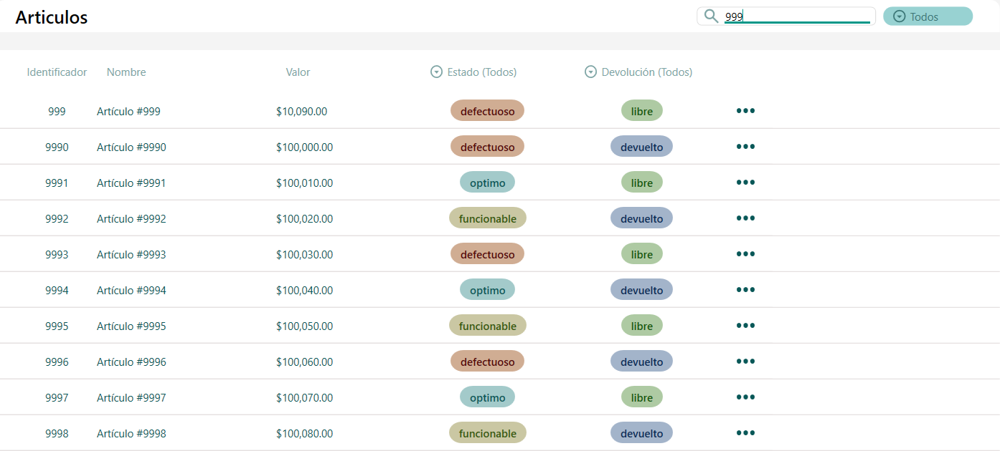 Articulos 999 Todos
Identificador Nombre Valor Estado (Todos) Devolución (Todos)
999 Artículo #999 $10,090.00 defectuoso libre
9990 Artículo #9990 $100,000.00 defectuoso devuelto
9991 Artículo #9991 $100,010.00 optimo libre
9992 Artículo #9992 $100,020.00 funcionable devuelto
9993 Artículo #9993 $100,030.00 defectuoso libre
9994 Artículo #9994 $100,040.00 optimo devuelto
9995 Artículo #9995 $100,050.00 funcionable libre
9996 Artículo #9996 $100,060.00 defectuoso devuelto
9997 Artículo #9997 $100,070.00 optimo libre
9998 Artículo #9998 $100,080.00 funcionable devuelto